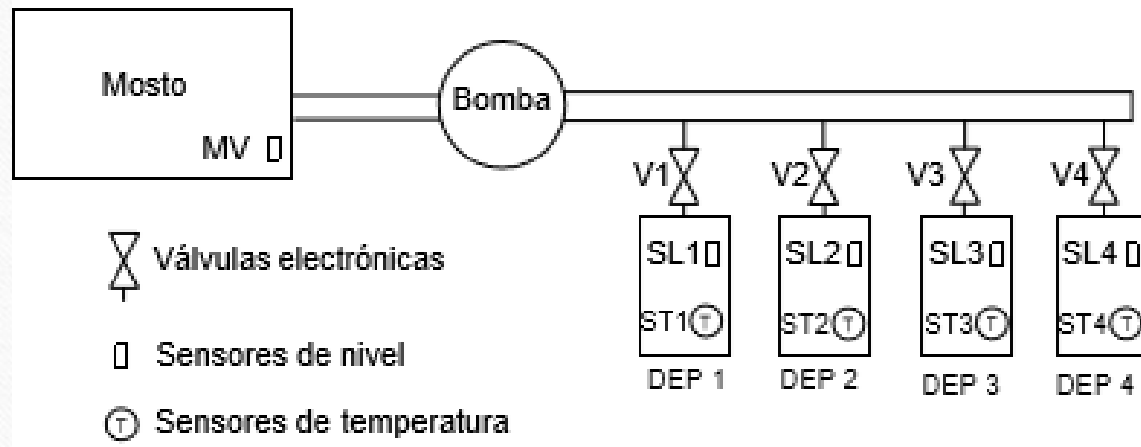 Mosto
MV
Bomba
V1 V2 V3 V4
SL1 SL2 SL3 SL4
ST1 T ST2 T ST3 T ST4 T
DEP 1 DEP 2 DEP 3 DEP 4
Válvulas electrónicas
Sensores de nivel
T Sensores de temperatura